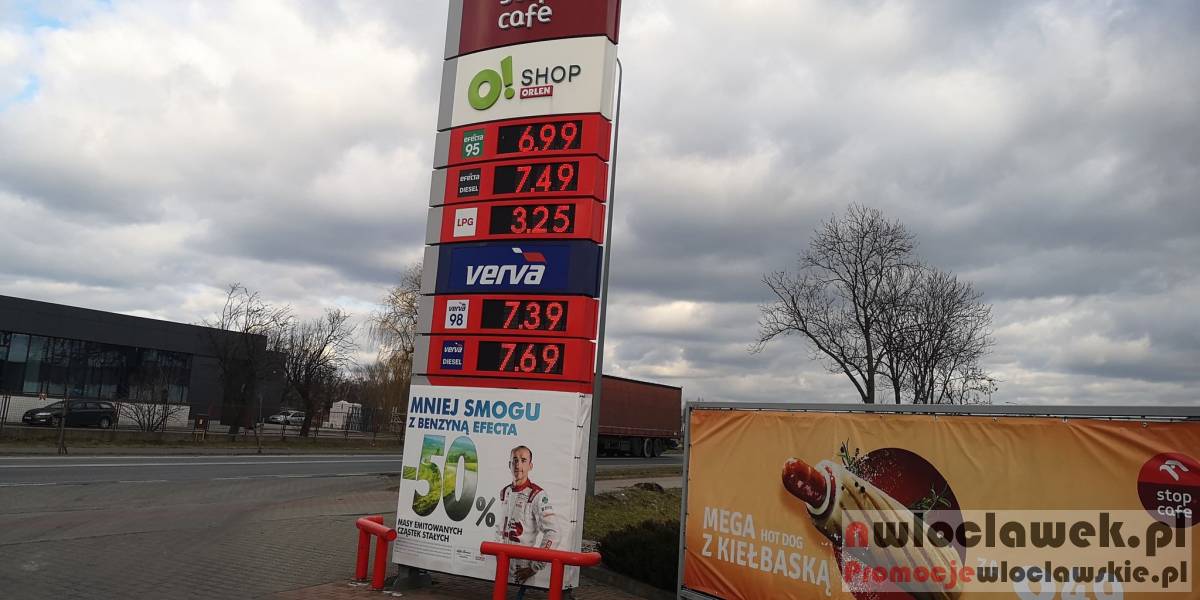 stop
café
O! SHOP
ORLEN
efecta
95
6.99
efecta
DIESEL
7.49
LPG
3.25
verva
verva
98
7.39
verva
DIESEL
7.69
MNIEJ SMOGU
Z BENZYNĄ EFECTA
-50%
MASY EMITOWANYCH
CZĄSTEK STAŁYCH
MEGA HOT DOG
Z KIEŁBASKĄ
stop
cafe
wloclawek.pl
Promocjewloclawskie.pl